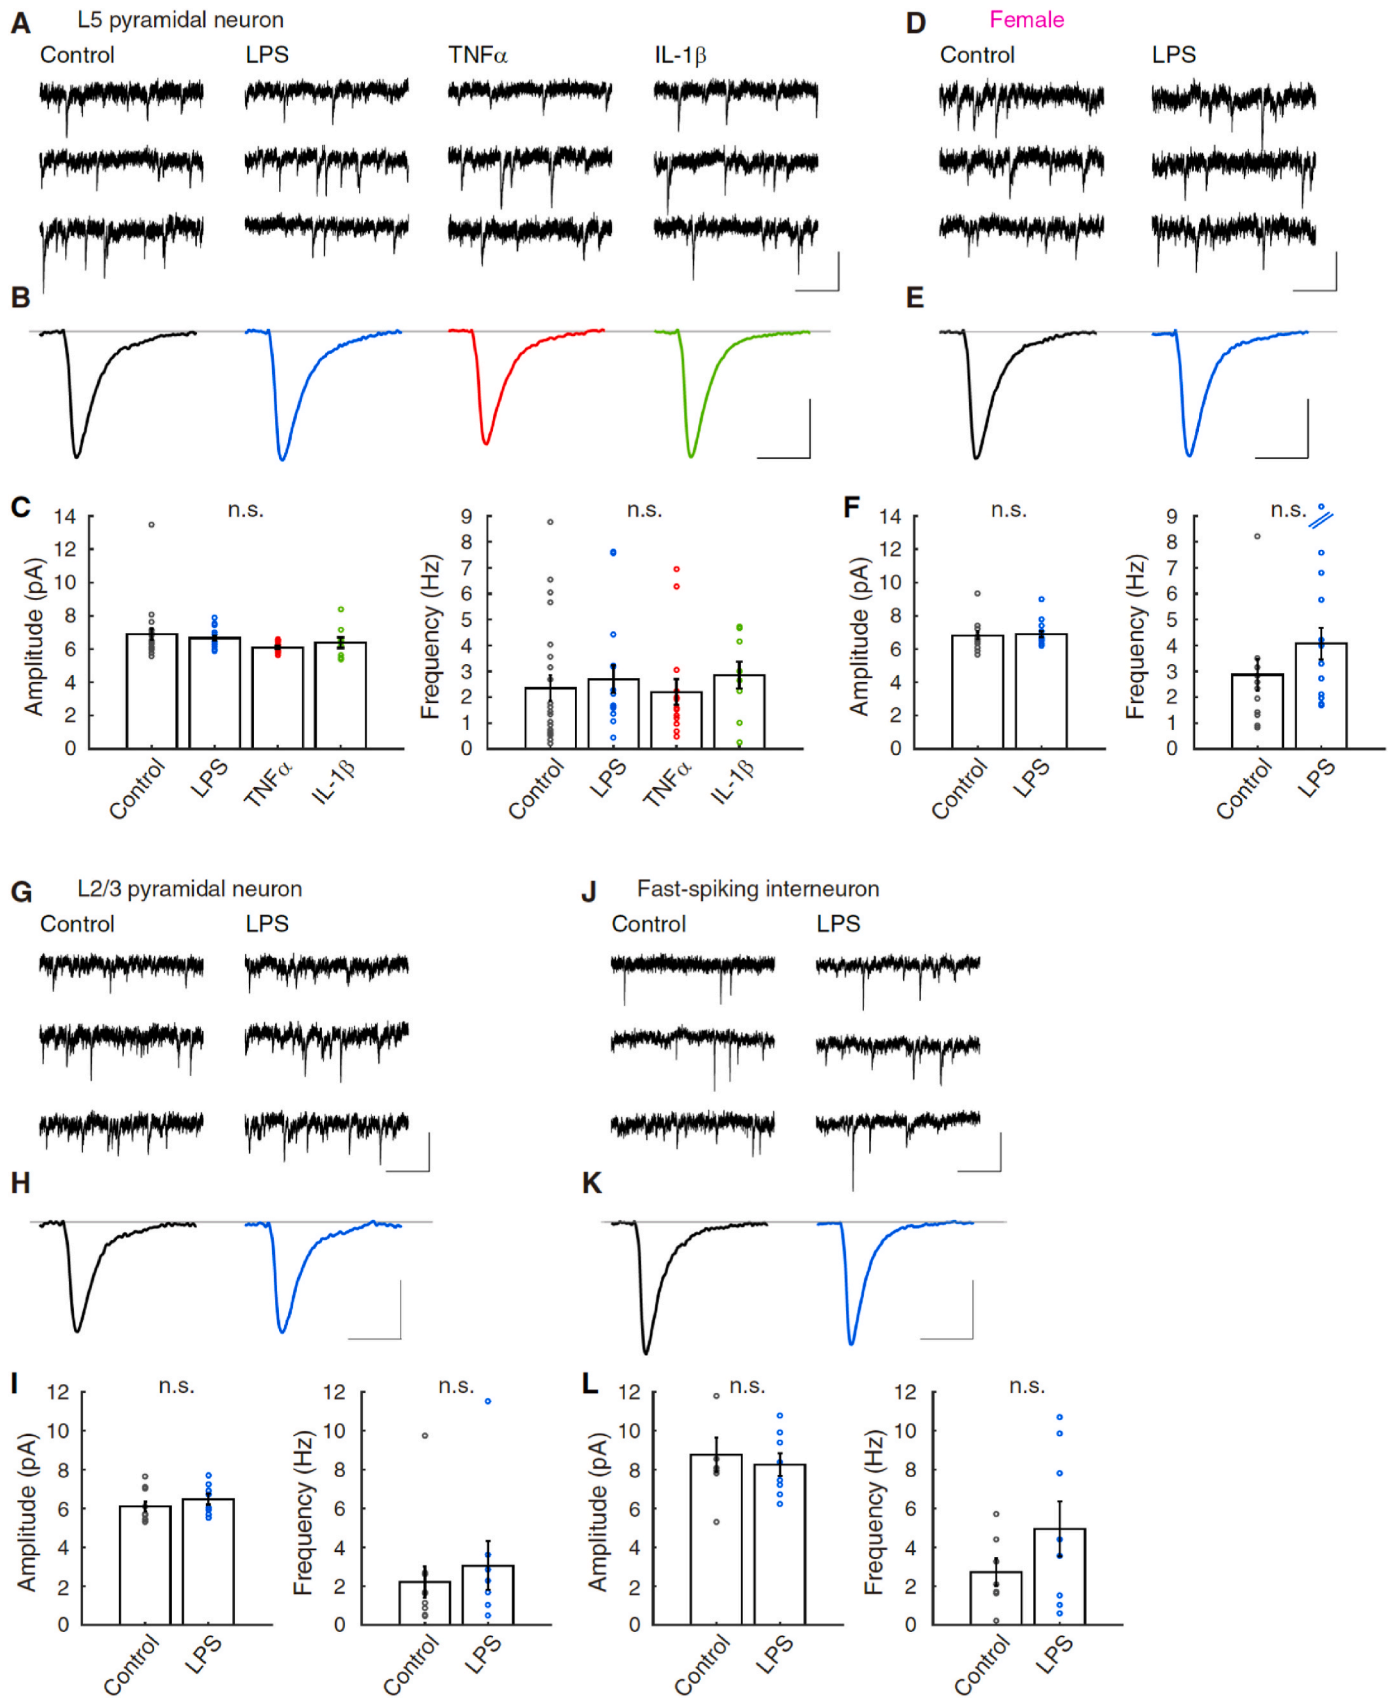 A L5 pyramidal neuron
Control LPS TNFα IL-1β
D Female
Control LPS
B
E
C
n.s.
Amplitude (pA)
14
12
10
8
6
4
2
0
Control LPS TNFα IL-1β
n.s.
Frequency (Hz)
9
8
7
6
5
4
3
2
1
0
Control LPS TNFα IL-1β
F
n.s.
Amplitude (pA)
14
12
10
8
6
4
2
0
Control LPS
n.s.
Frequency (Hz)
9
8
7
6
5
4
3
2
1
0
Control LPS
G L2/3 pyramidal neuron
Control LPS
J Fast-spiking interneuron
Control LPS
H
K
I
n.s.
Amplitude (pA)
12
10
8
6
4
2
0
Control LPS
n.s.
Frequency (Hz)
12
10
8
6
4
2
0
Control LPS
L
n.s.
Amplitude (pA)
12
10
8
6
4
2
0
Control LPS
n.s.
Frequency (Hz)
12
10
8
6
4
2
0
Control LPS